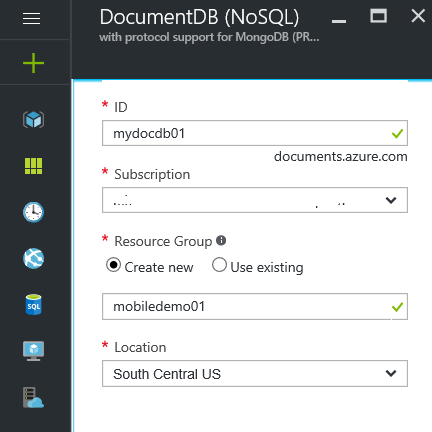 DocumentDB (NoSQL)
with protocol support for MongoDB (PR...
* ID
mydocdb01
documents.azure.com
* Subscription
* Resource Group
Create new Use existing
mobiledemo01
* Location
South Central US
SQL